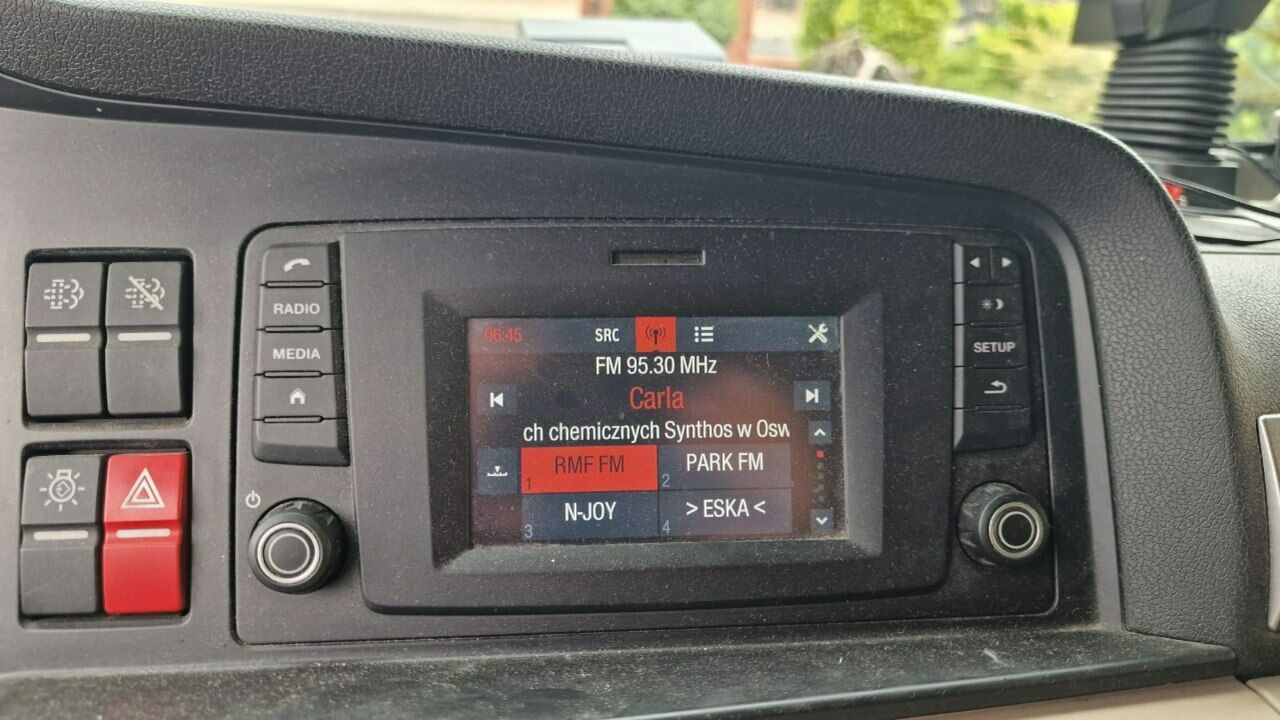 RADIO
MEDIA
SETUP
06:45 SRC
FM 95.30 MHz
Carla
ch chemicznych Synthos w Osw
1 RMF FM
2 PARK FM
3 N-JOY
4 > ESKA <